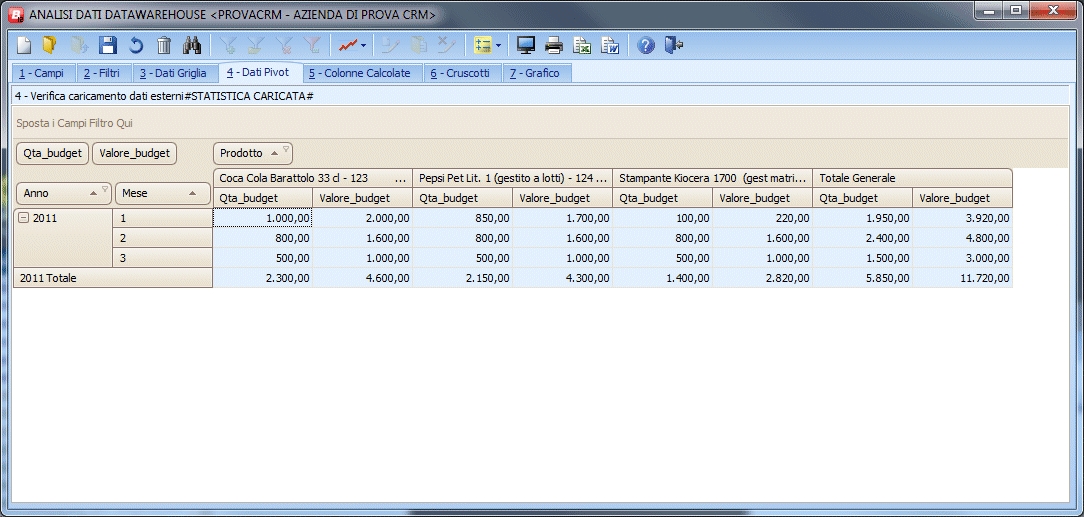 ANALISI DATI DATAWAREHOUSE <PROVACRM - AZIENDA DI PROVA CRM>
1 - Campi 2 - Filtri 3 - Dati Griglia 4 - Dati Pivot 5 - Colonne Calcolate 6 - Cruscotti 7 - Grafico
4 - Verifica caricamento dati esterni#STATISTICA CARICATA#
Sposta i Campi Filtro Qui
Qta_budget Valore_budget Prodotto
Coca Cola Barattolo 33 cl - 123 ... Pepsi Pet Lit. 1 (gestito a lotti) - 124 ... Stampante Kiocera 1700 (gest matri... Totale Generale
Anno Mese Qta_budget Valore_budget Qta_budget Valore_budget Qta_budget Valore_budget Qta_budget Valore_budget
2011 1 1.000,00 2.000,00 850,00 1.700,00 100,00 220,00 1.950,00 3.920,00
2 800,00 1.600,00 800,00 1.600,00 800,00 1.600,00 2.400,00 4.800,00
3 500,00 1.000,00 500,00 1.000,00 500,00 1.000,00 1.500,00 3.000,00
2011 Totale 2.300,00 4.600,00 2.150,00 4.300,00 1.400,00 2.820,00 5.850,00 11.720,00